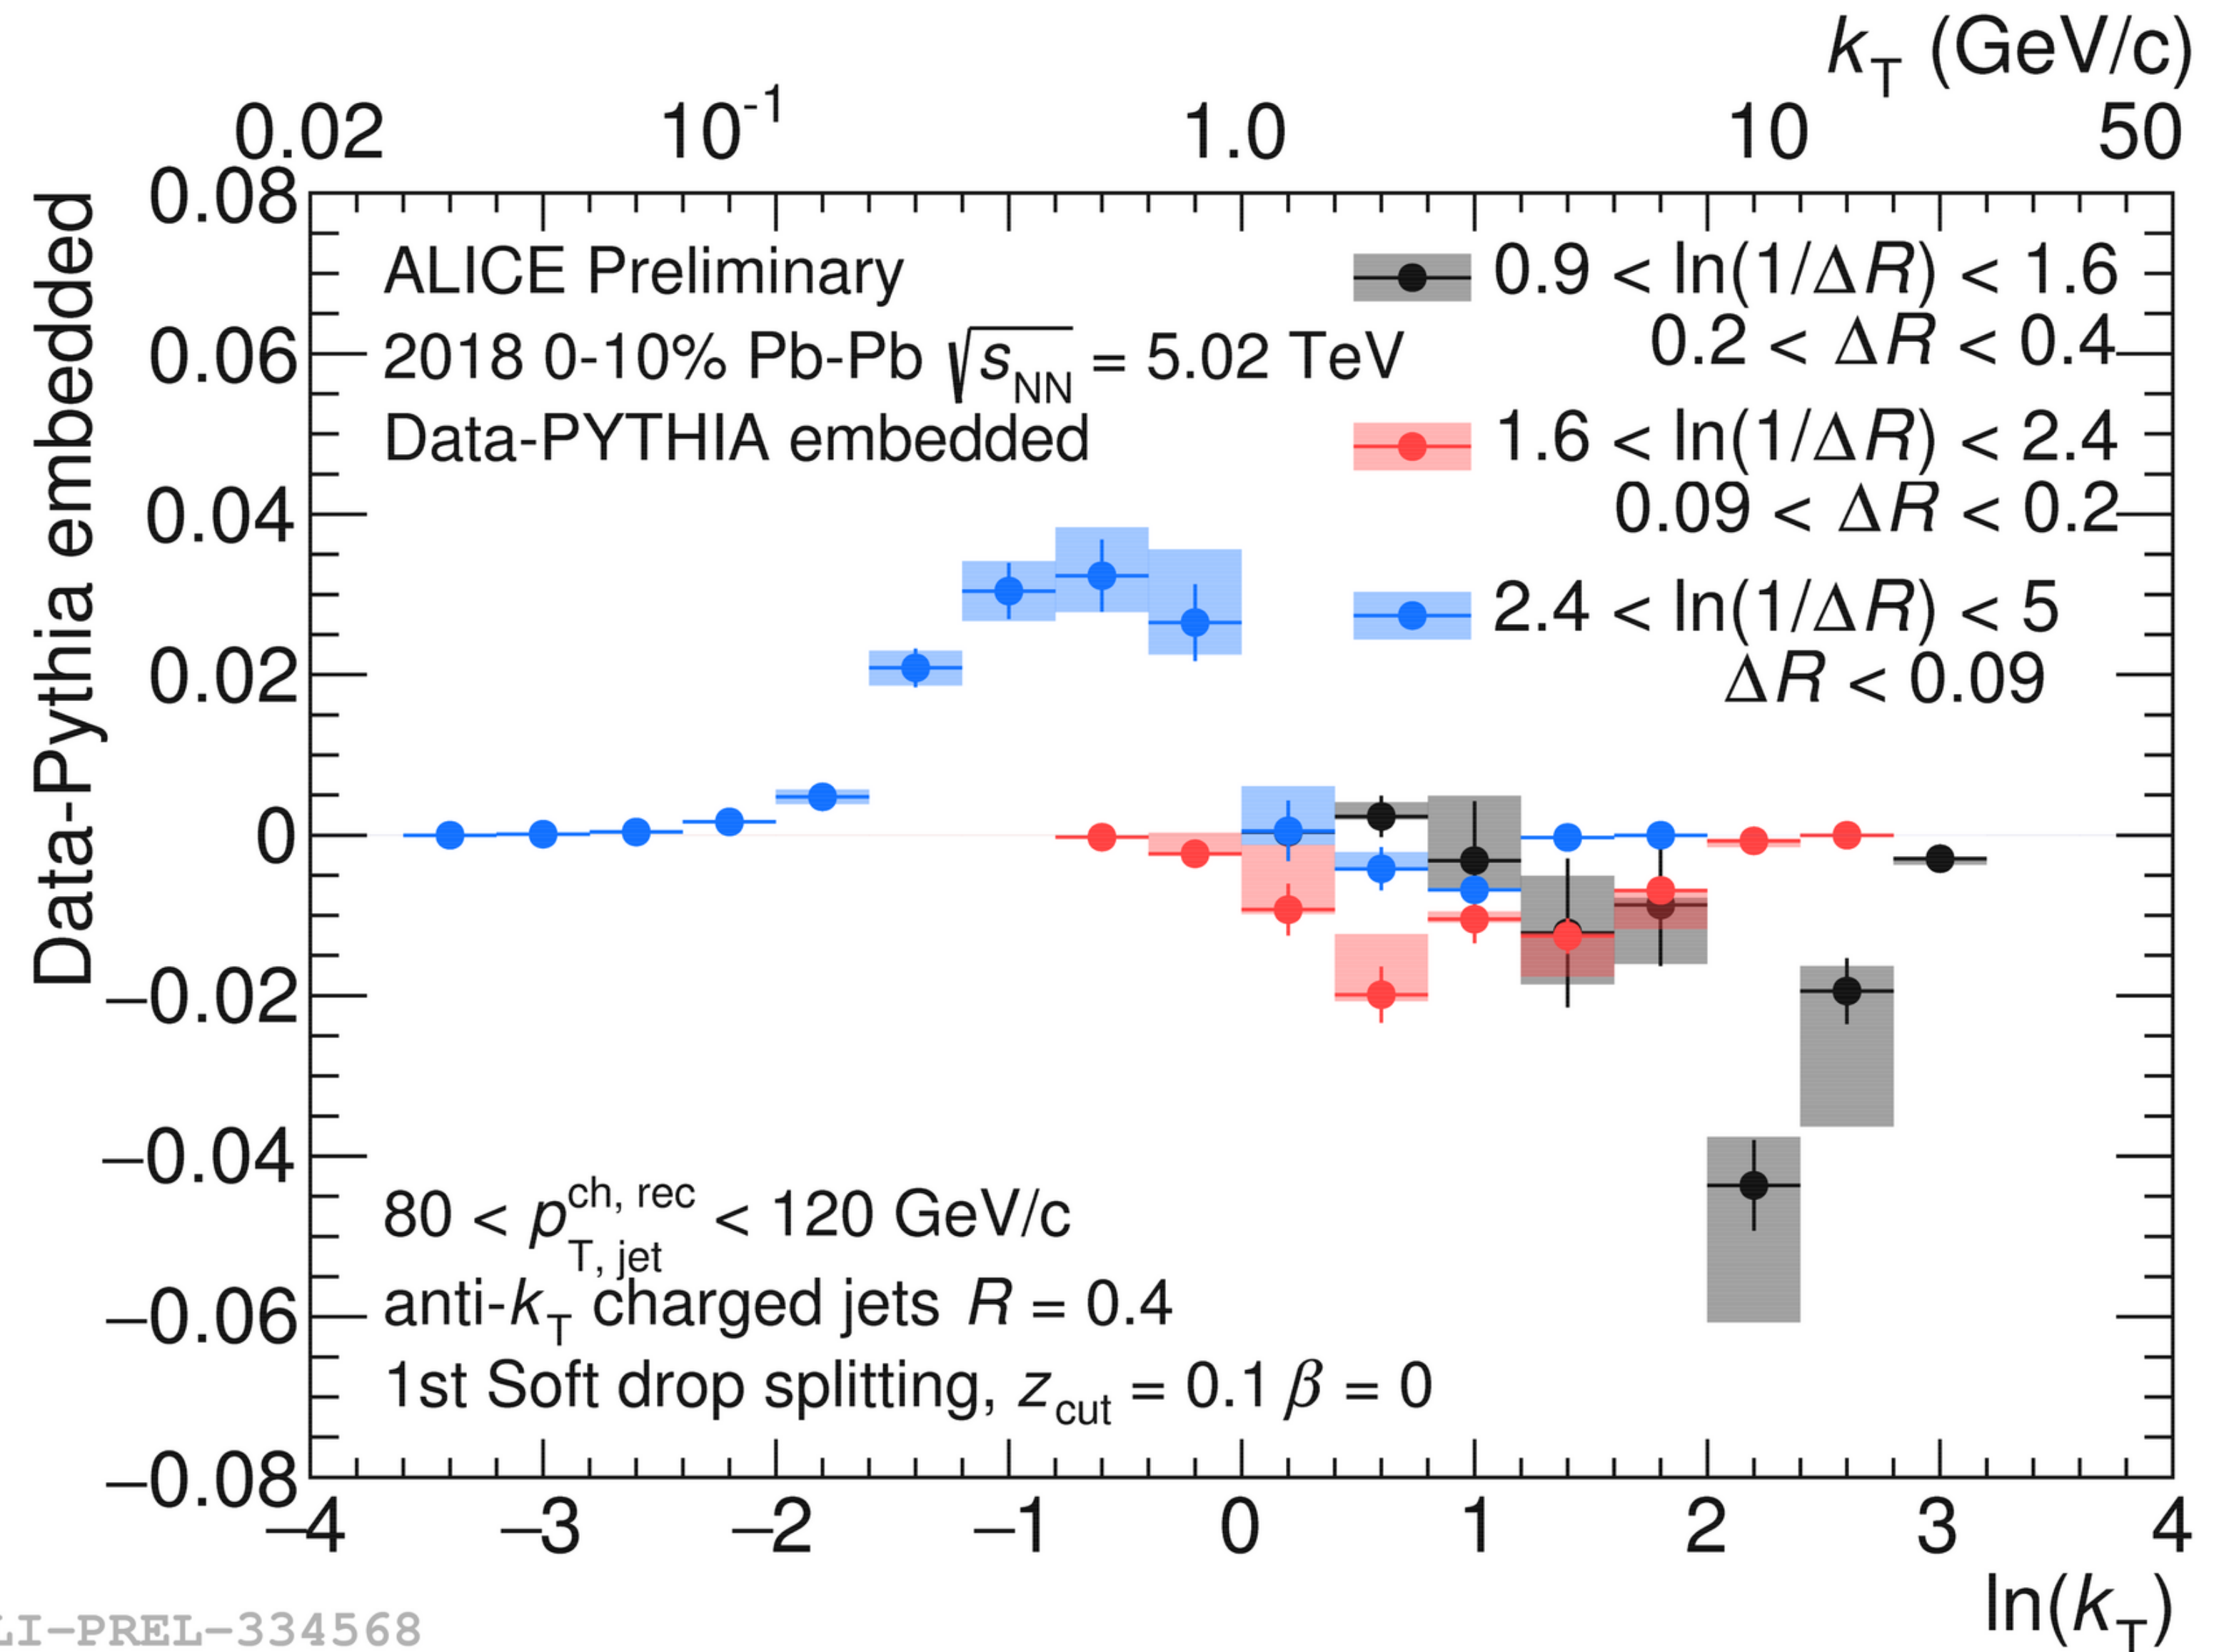 k_T (GeV/c)
0.02 10^-1 1.0 10 50
Data-Pythia embedded
0.08
0.06
0.04
0.02
0
−0.02
−0.04
−0.06
−0.08
ALICE Preliminary
2018 0-10% Pb-Pb √s_NN = 5.02 TeV
Data-PYTHIA embedded
0.9 < ln(1/ΔR) < 1.6
0.2 < ΔR < 0.4
1.6 < ln(1/ΔR) < 2.4
0.09 < ΔR < 0.2
2.4 < ln(1/ΔR) < 5
ΔR < 0.09
80 < p_T, jet^ch, rec < 120 GeV/c
anti-k_T charged jets R = 0.4
1st Soft drop splitting, z_cut = 0.1 β = 0
−4 −3 −2 −1 0 1 2 3 4
ln(k_T)
LI-PREL-334568